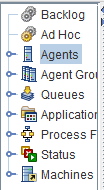 Backlog
Ad Hoc
Agents
Agent Grou
Queues
Application
Process F
Status
Machines